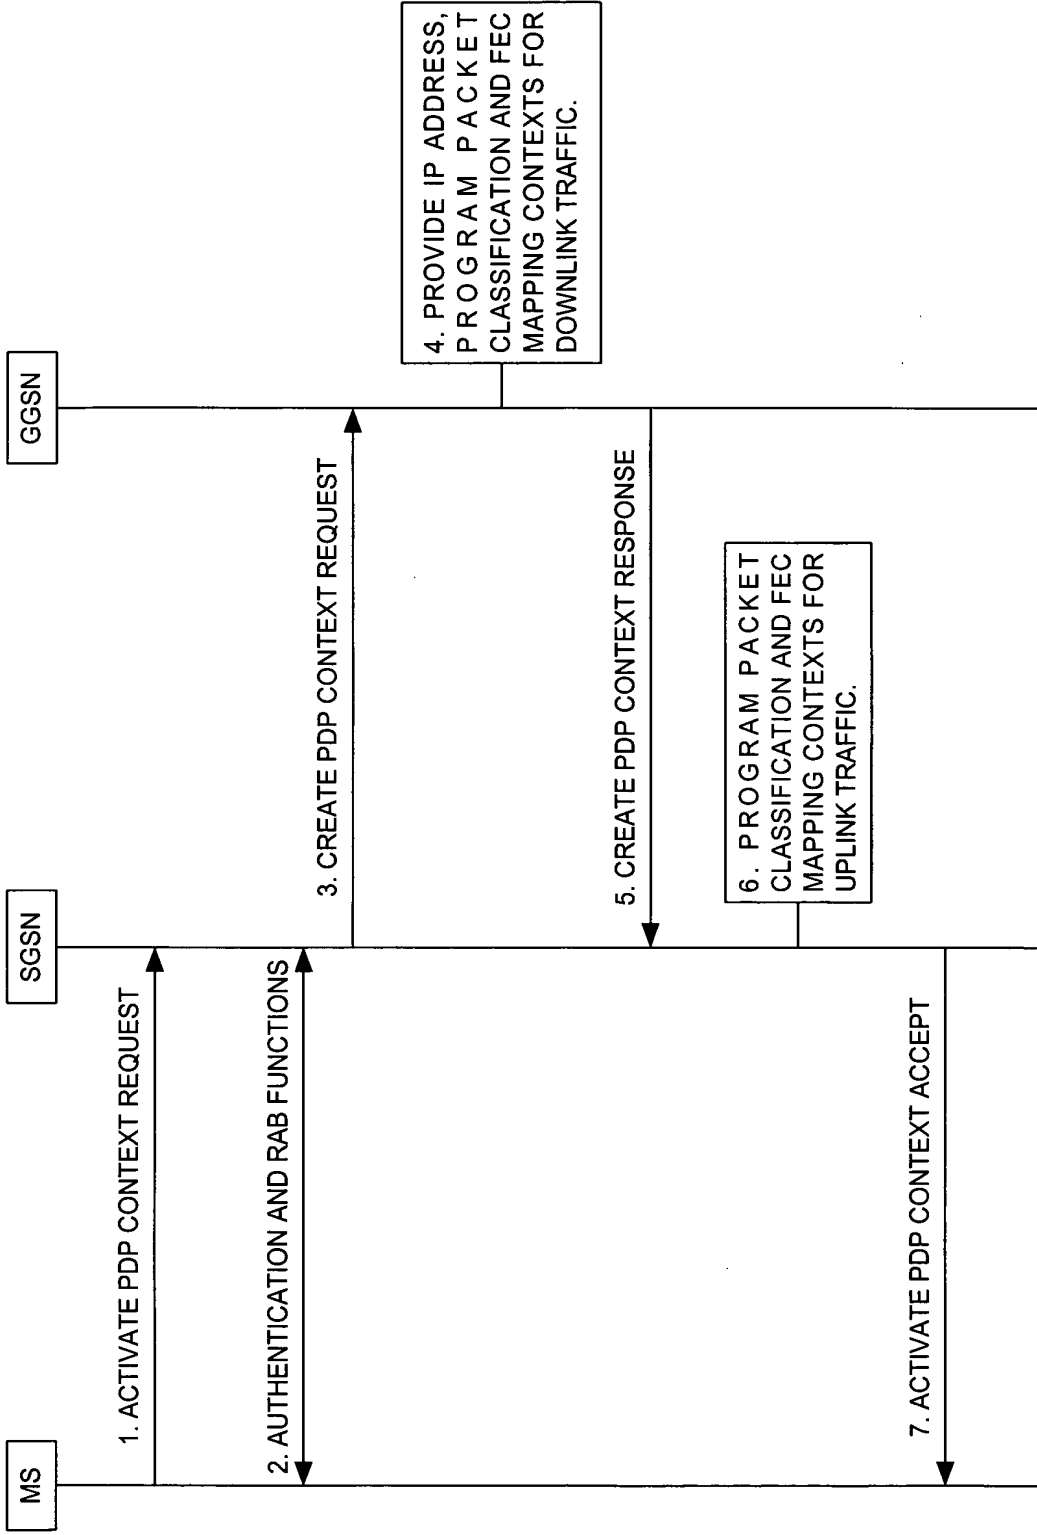 MS
SGSN
GGSN
1. ACTIVATE PDP CONTEXT REQUEST
2. AUTHENTICATION AND RAB FUNCTIONS
3. CREATE PDP CONTEXT REQUEST
4. PROVIDE IP ADDRESS,
PROGRAM PACKET
CLASSIFICATION AND FEC
MAPPING CONTEXTS FOR
DOWNLINK TRAFFIC.
5. CREATE PDP CONTEXT RESPONSE
6. PROGRAM PACKET
CLASSIFICATION AND FEC
MAPPING CONTEXTS FOR
UPLINK TRAFFIC.
7. ACTIVATE PDP CONTEXT ACCEPT